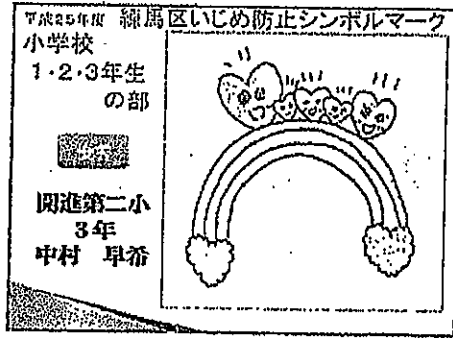 平成25年度 練馬区いじめ防止シンボルマーク
小学校
1・2・3年生
の部
開進第二小
3年
中村 早希